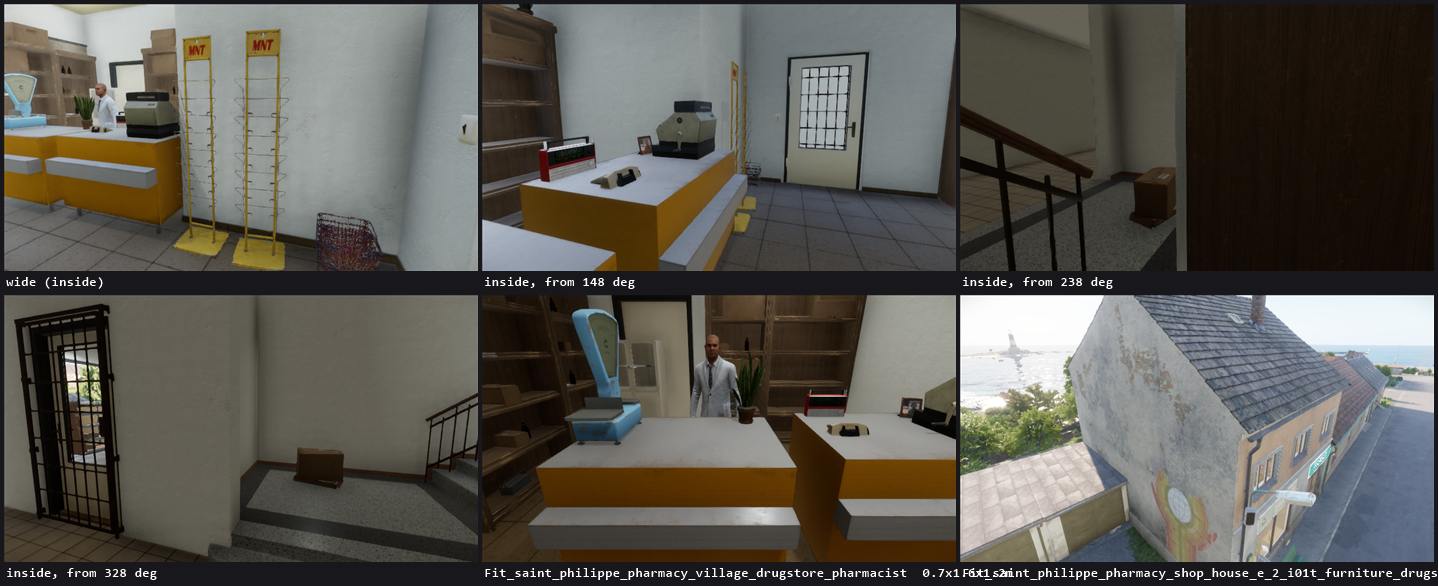 MNT
MNT
wide (inside)
inside, from 148 deg
inside, from 238 deg
inside, from 328 deg
Fit_saint_philippe_pharmacy_village_drugstore_pharmacist 0.7x1
Fit_saint_philippe_pharmacy_shop_house_e_2_i01t_furniture_drugs